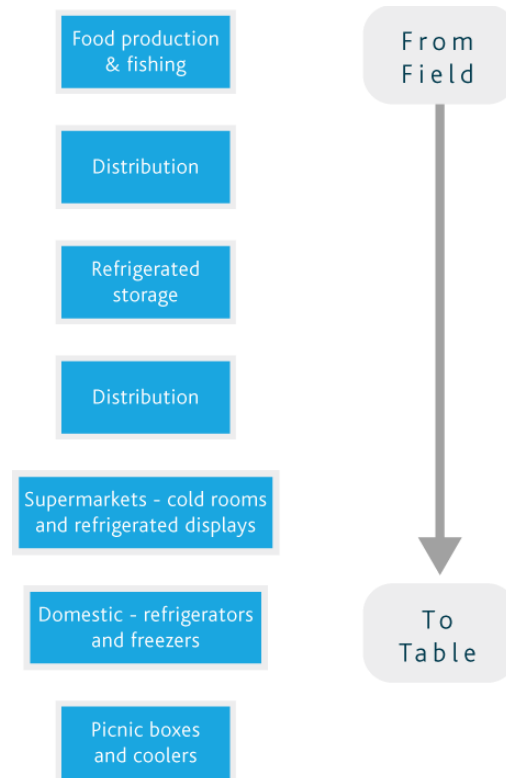 Food production
& fishing
From
Field
Distribution
Refrigerated
storage
Distribution
Supermarkets - cold rooms
and refrigerated displays
Domestic - refrigerators
and freezers
To
Table
Picnic boxes
and coolers